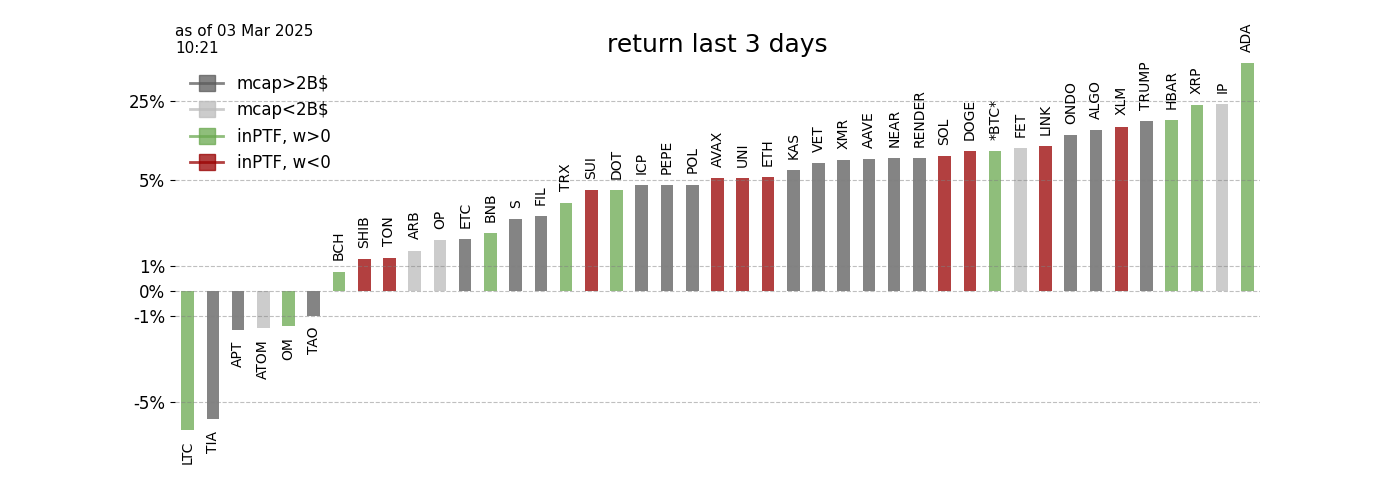 as of 03 Mar 2025
10:21
return last 3 days
mcap>2B$
mcap<2B$
inPTF, w>0
inPTF, w<0
25%
5%
1%
0%
-1%
-5%
LTC
TIA
APT
ATOM
OM
TAO
BCH
SHIB
TON
ARB
OP
ETC
BNB
S
FIL
TRX
SUI
DOT
ICP
PEPE
POL
AVAX
UNI
ETH
KAS
VET
XMR
AAVE
NEAR
RENDER
SOL
DOGE
*BTC*
FET
LINK
ONDO
ALGO
XLM
TRUMP
HBAR
XRP
IP
ADA